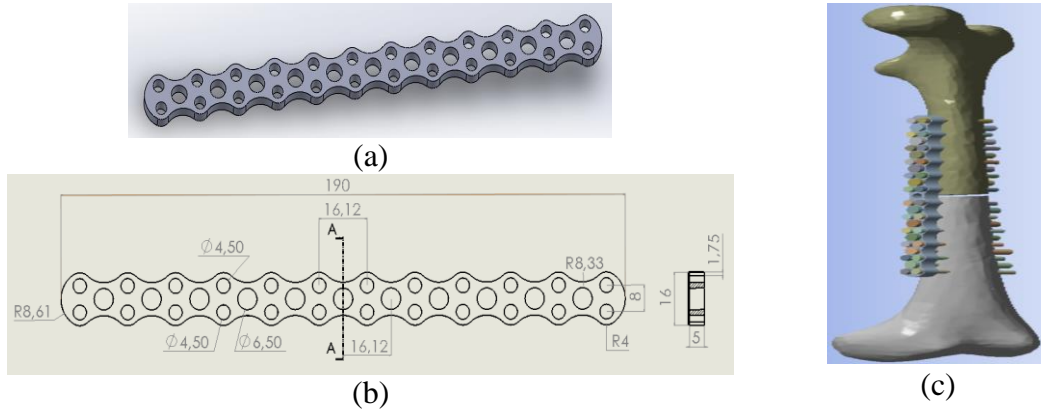 (a)
190
16,12
A
Ø4,50
R8,33
1,75
R8,61
8
16
Ø4,50
Ø6,50
A
16,12
R4
5
(b)
(c)